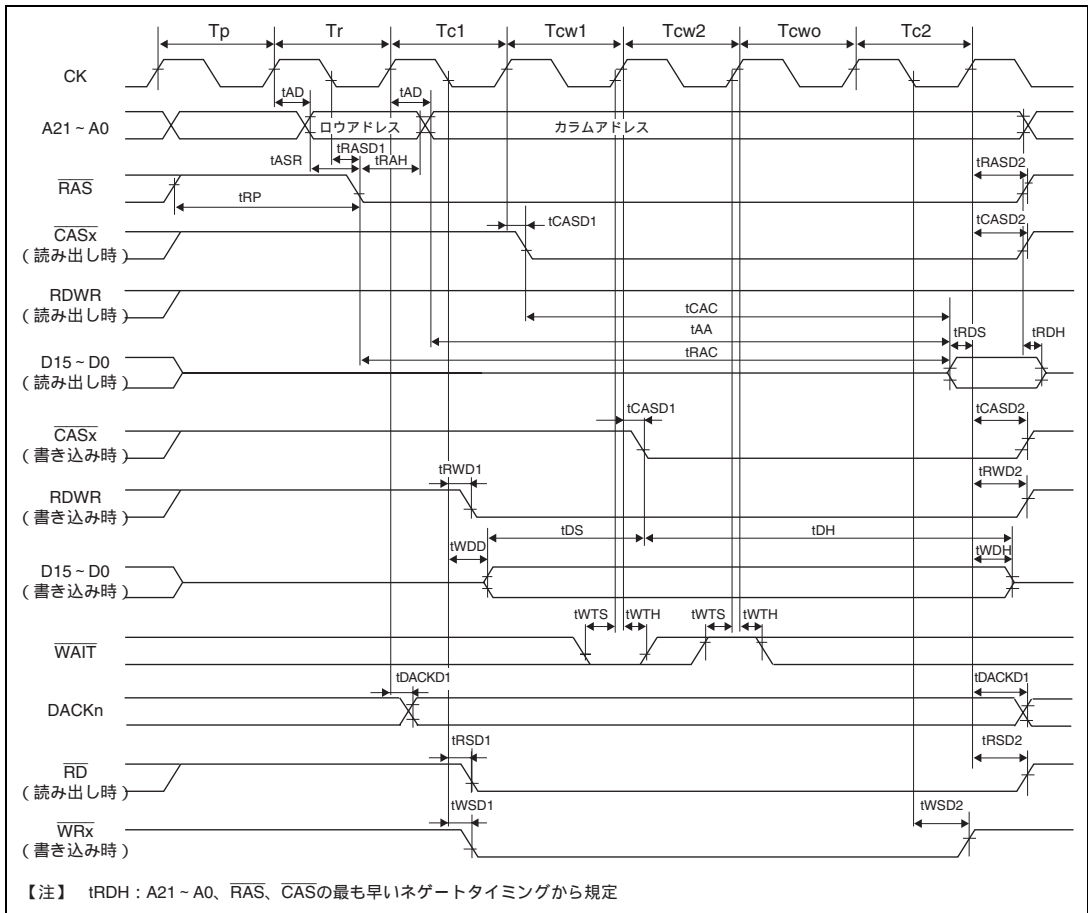 Tp Tr Tc1 Tcw1 Tcw2 Tcwo Tc2
CK
tAD tAD
A21~A0 ロウアドレス カラムアドレス
tASR tRASD1 tRAH tRASD2
RAS
tRP
tCASD1 tCASD2
CASx
(読み出し時)
RDWR
(読み出し時)
tCAC
tAA
tRDS tRDH
tRAC
D15~D0
(読み出し時)
tCASD1 tCASD2
CASx
(書き込み時)
tRWD1 tRWD2
RDWR
(書き込み時)
tDS tDH
tWDD tWDH
D15~D0
(書き込み時)
tWTS tWTH tWTS tWTH
WAIT
tDACKD1 tDACKD1
DACKn
tRSD1 tRSD2
RD
(読み出し時)
tWSD1 tWSD2
WRx
(書き込み時)
【注】 tRDH:A21~A0、RAS、CASの最も早いネゲートタイミングから規定